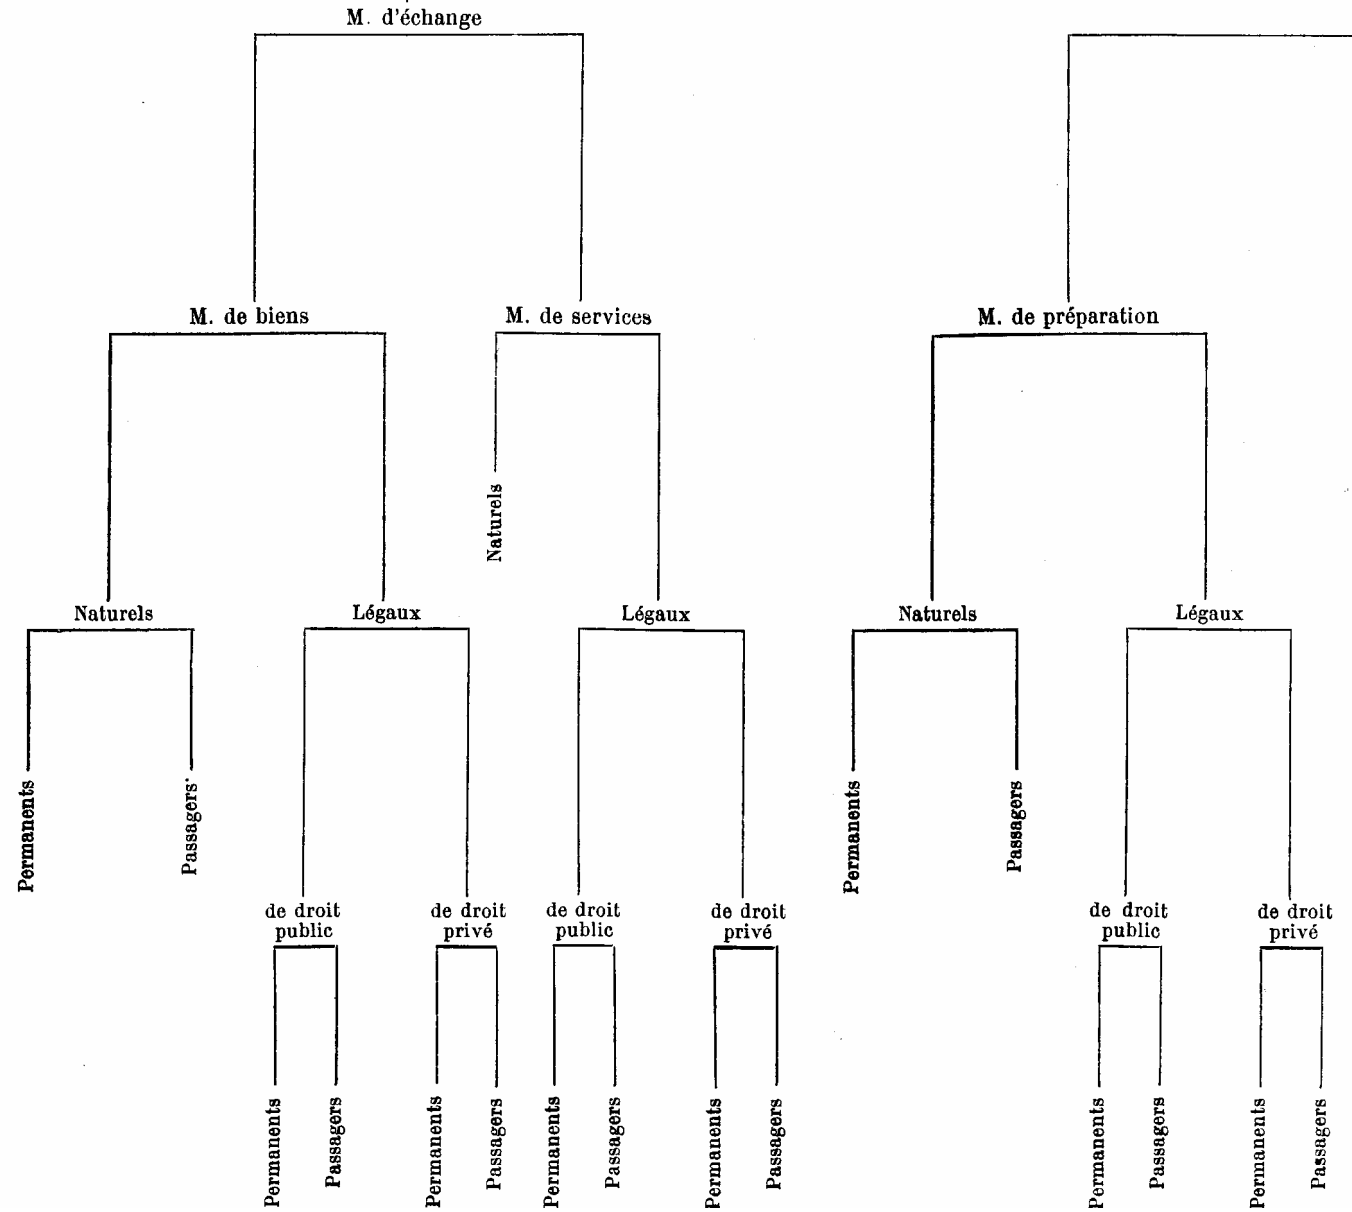 M. d'échange
M. de biens
M. de services
M. de préparation
Naturels
Naturels
Légaux
Légaux
Naturels
Légaux
Permanents
Passagers
Permanents
Passagers
de droit
public
de droit
privé
de droit
public
de droit
privé
de droit
public
de droit
privé
Permanents
Passagers
Permanents
Passagers
Permanents
Passagers
Permanents
Passagers
Permanents
Passagers
Permanents
Passagers